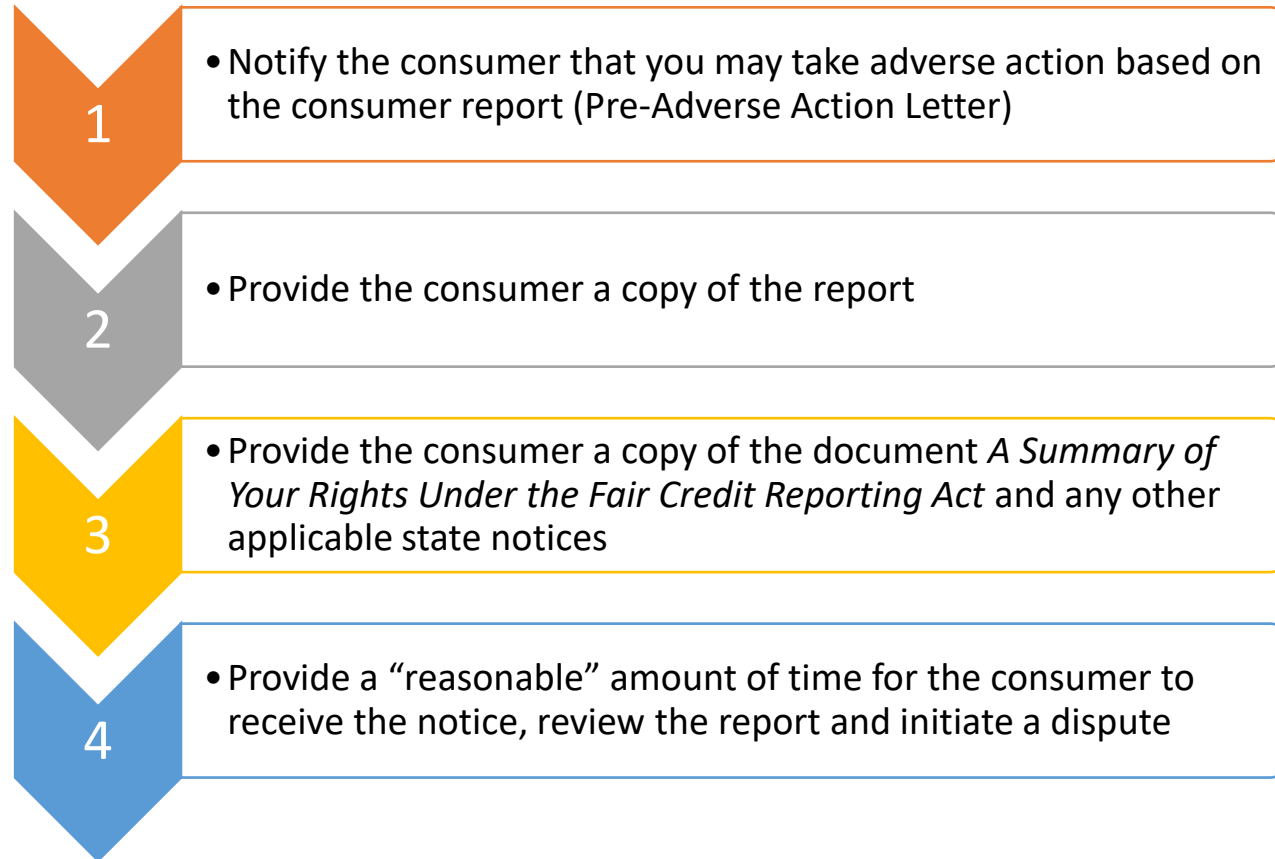 1
• Notify the consumer that you may take adverse action based on
the consumer report (Pre-Adverse Action Letter)
2
• Provide the consumer a copy of the report
3
• Provide the consumer a copy of the document A Summary of
Your Rights Under the Fair Credit Reporting Act and any other
applicable state notices
4
• Provide a “reasonable” amount of time for the consumer to
receive the notice, review the report and initiate a dispute